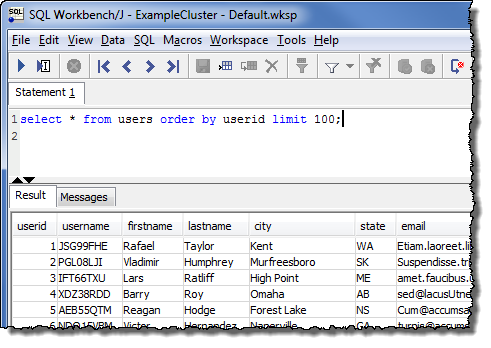 SQL Workbench/J - ExampleCluster - Default.wksp
File Edit View Data SQL Macros Workspace Tools Help
Statement 1
1 select * from users order by userid limit 100;
2
Result Messages
userid username firstname lastname city state email
1 JSG99FHE Rafael Taylor Kent WA Etiam.laoreet.li
2 PGL08LJI Vladimir Humphrey Murfreesboro SK Suspendisse.tr
3 IFT66TXU Lars Ratliff High Point ME amet.faucibus.
4 XDZ38RDD Barry Roy Omaha AB sed@lacusUtne
5 AEB55QTM Reagan Hodge Forest Lake NS Cum@accumsa
6 NDQ15VBM Victor Hernandez Naperville GA turpis@accums